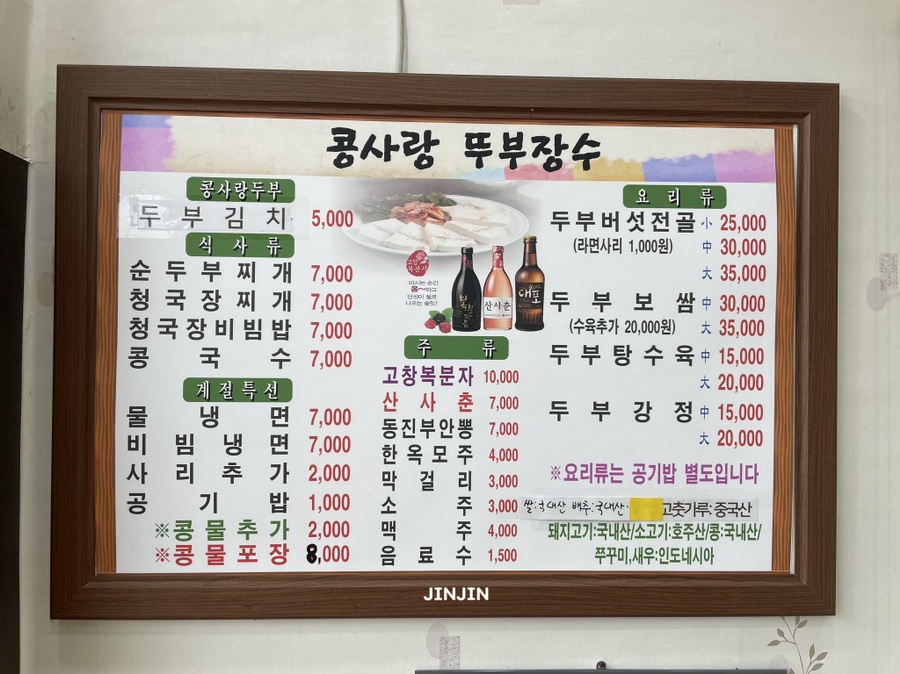 콩사랑 뚜부장수
콩사랑두부
두부김치 5,000
식사류
순두부찌개 7,000
청국장찌개 7,000
청국장비빔밥 7,000
콩국수 7,000
계절특선
물냉면 7,000
비빔냉면 7,000
사리추가 2,000
공기밥 1,000
※콩물추가 2,000
※콩물포장 8,000
마시는 순간
대포
산사춘
주류
고창복분자 10,000
산사춘 7,000
동진부안뽕 7,000
한옥모주 4,000
막걸리 3,000
소주 3,000
맥주 4,000
음료수 1,500
요리류
두부버섯전골 小 25,000
(라면사리 1,000원) 中 30,000
大 35,000
두부보쌈 中 30,000
(수육추가 20,000원) 大 35,000
두부탕수육 中 15,000
大 20,000
두부강정 中 15,000
大 20,000
※요리류는 공기밥 별도입니다
쌀:국내산 배추:국내산· 고춧가루:중국산
돼지고기:국내산/소고기:호주산/콩:국내산/
쭈꾸미,새우:인도네시아
JINJIN